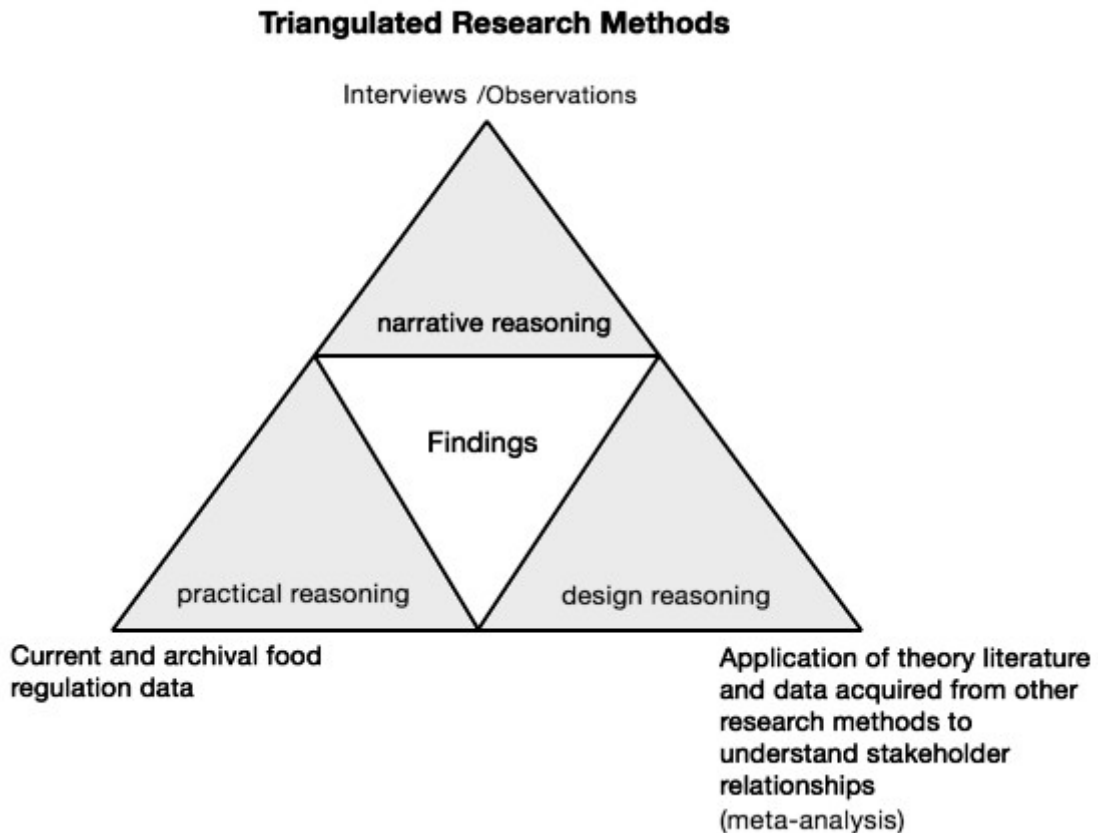 Triangulated Research Methods
Interviews /Observations
narrative reasoning
Findings
practical reasoning
design reasoning
Current and archival food
regulation data
Application of theory literature
and data acquired from other
research methods to
understand stakeholder
relationships
(meta-analysis)